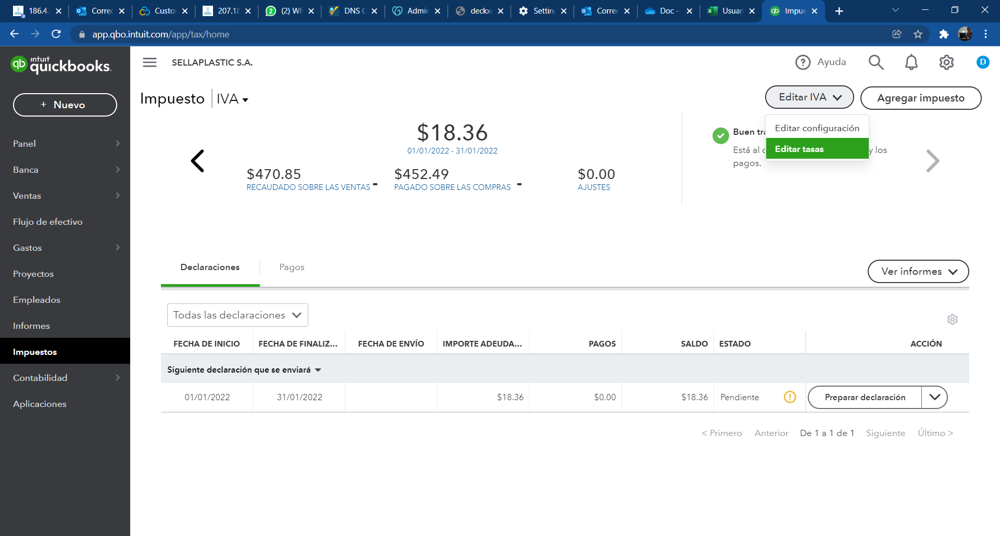 186.4.
Correc
Custo
207.18
(2) Wh
DNS C
Admin
deckxe
Setting
Correc
Doc -
Usuar
Impue
app.qbo.intuit.com/app/tax/home
intuit
quickbooks.
SELLAPLASTIC S.A.
Ayuda
D
+ Nuevo
Impuesto
IVA
Editar IVA
Agregar impuesto
Editar configuración
Editar tasas
$18.36
01/01/2022 - 31/01/2022
Buen tra
Está al c
y los
pagos.
$470.85
RECAUDADO SOBRE LAS VENTAS
-
$452.49
PAGADO SOBRE LAS COMPRAS
-
$0.00
AJUSTES
Panel
Banca
Ventas
Flujo de efectivo
Gastos
Proyectos
Empleados
Informes
Impuestos
Contabilidad
Aplicaciones
Declaraciones
Pagos
Ver informes
Todas las declaraciones
FECHA DE INICIO
FECHA DE FINALIZ...
FECHA DE ENVÍO
IMPORTE ADEUDA...
PAGOS
SALDO
ESTADO
ACCIÓN
Siguiente declaración que se enviará
01/01/2022
31/01/2022
$18.36
$0.00
$18.36
Pendiente
Preparar declaración
< Primero
Anterior
De 1 a 1 de 1
Siguiente
Último >